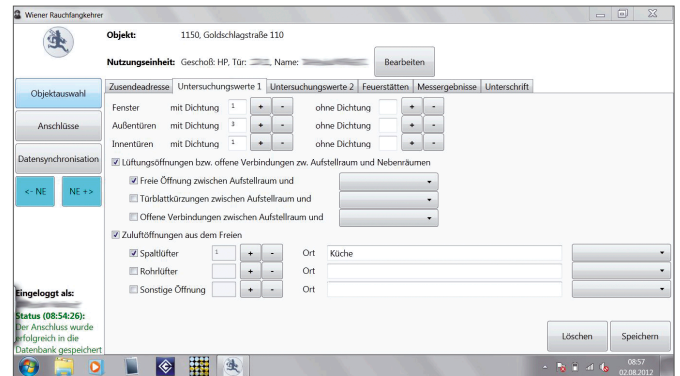 Wiener Rauchfangkehrer
Objekt: 1150, Goldschlagstraße 110
Nutzungseinheit: Geschoß: HP, Tür: , Name:
Bearbeiten
Objektauswahl
Anschlüsse
Datensynchronisation
<- NE NE +>
Zusendeadresse Untersuchungswerte 1 Untersuchungswerte 2 Feuerstätten Messergebnisse Unterschrift
Fenster mit Dichtung 1 + - ohne Dichtung + -
Außentüren mit Dichtung 3 + - ohne Dichtung + -
Innentüren mit Dichtung 1 + - ohne Dichtung + -
Lüftungsöffnungen bzw. offene Verbindungen zw. Aufstellraum und Nebenräumen
Freie Öffnung zwischen Aufstellraum und
Türblattkürzungen zwischen Aufstellraum und
Offene Verbindungen zwischen Aufstellraum und
Zuluftöffnungen aus dem Freien
Spaltlüfter 1 + - Ort Küche
Rohrlüfter + - Ort
Sonstige Öffnung + - Ort
Eingeloggt als:
Status (08:54:26):
Der Anschluss wurde
erfolgreich in die
Datenbank gespeichert
Löschen Speichern
08:57
02.08.2012